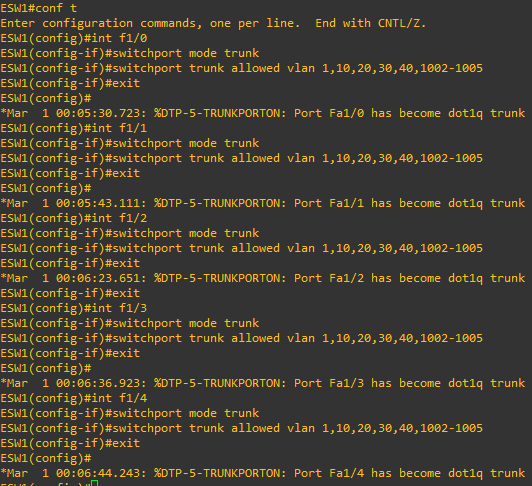 ESW1#conf t
Enter configuration commands, one per line.  End with CNTL/Z.
ESW1(config)#int f1/0
ESW1(config-if)#switchport mode trunk
ESW1(config-if)#switchport trunk allowed vlan 1,10,20,30,40,1002-1005
ESW1(config-if)#exit
ESW1(config)#
*Mar  1 00:05:30.723: %DTP-5-TRUNKPORTON: Port Fa1/0 has become dot1q trunk
ESW1(config)#int f1/1
ESW1(config-if)#switchport mode trunk
ESW1(config-if)#switchport trunk allowed vlan 1,10,20,30,40,1002-1005
ESW1(config-if)#exit
ESW1(config)#
*Mar  1 00:05:43.111: %DTP-5-TRUNKPORTON: Port Fa1/1 has become dot1q trunk
ESW1(config)#int f1/2
ESW1(config-if)#switchport mode trunk
ESW1(config-if)#switchport trunk allowed vlan 1,10,20,30,40,1002-1005
ESW1(config-if)#exit
*Mar  1 00:06:23.651: %DTP-5-TRUNKPORTON: Port Fa1/2 has become dot1q trunk
ESW1(config-if)#exit
ESW1(config)#int f1/3
ESW1(config-if)#switchport mode trunk
ESW1(config-if)#switchport trunk allowed vlan 1,10,20,30,40,1002-1005
ESW1(config-if)#exit
ESW1(config)#
*Mar  1 00:06:36.923: %DTP-5-TRUNKPORTON: Port Fa1/3 has become dot1q trunk
ESW1(config)#int f1/4
ESW1(config-if)#switchport mode trunk
ESW1(config-if)#switchport trunk allowed vlan 1,10,20,30,40,1002-1005
ESW1(config-if)#exit
ESW1(config)#
*Mar  1 00:06:44.243: %DTP-5-TRUNKPORTON: Port Fa1/4 has become dot1q trunk
ESW1(config)#